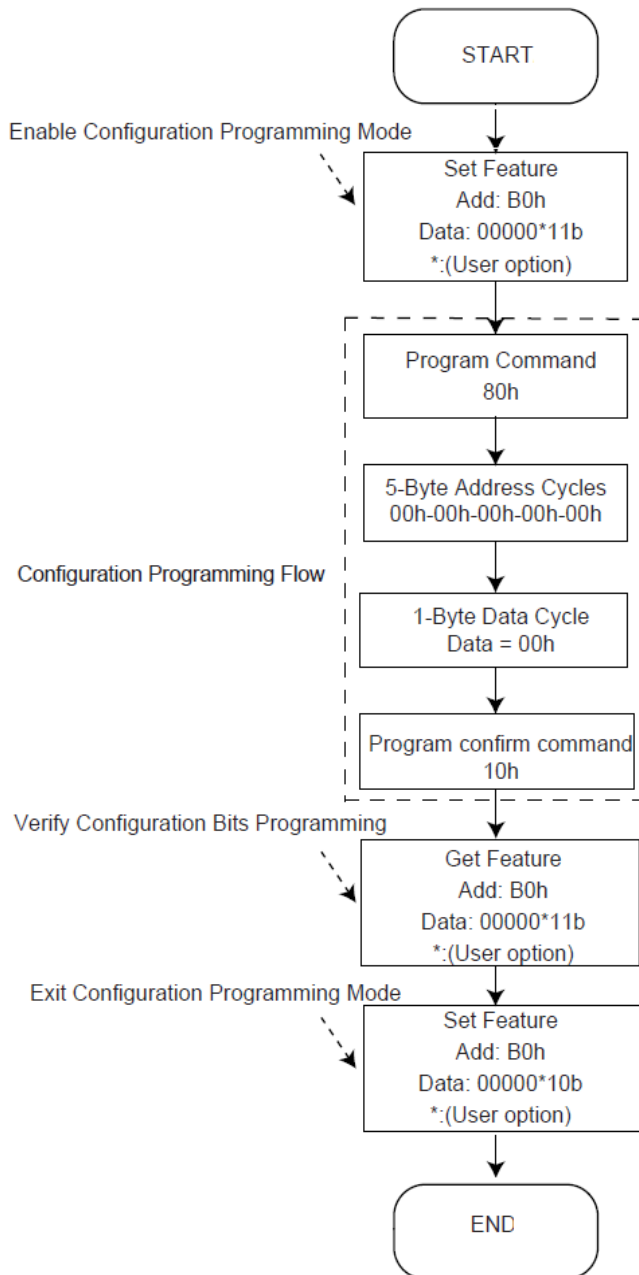 START
Enable Configuration Programming Mode
Set Feature
Add: B0h
Data: 00000*11b
*:(User option)
Program Command
80h
5-Byte Address Cycles
00h-00h-00h-00h-00h
Configuration Programming Flow
1-Byte Data Cycle
Data = 00h
Program confirm command
10h
Verify Configuration Bits Programming
Get Feature
Add: B0h
Data: 00000*11b
*:(User option)
Exit Configuration Programming Mode
Set Feature
Add: B0h
Data: 00000*10b
*:(User option)
END